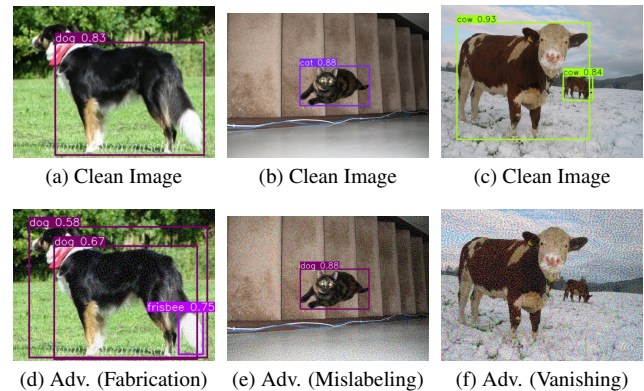 dog 0.83
cat 0.88
cow 0.93
cow 0.84
(a) Clean Image
(b) Clean Image
(c) Clean Image
dog 0.58
dog 0.67
frisbee 0.75
dog 0.88
(d) Adv. (Fabrication)
(e) Adv. (Mislabeling)
(f) Adv. (Vanishing)